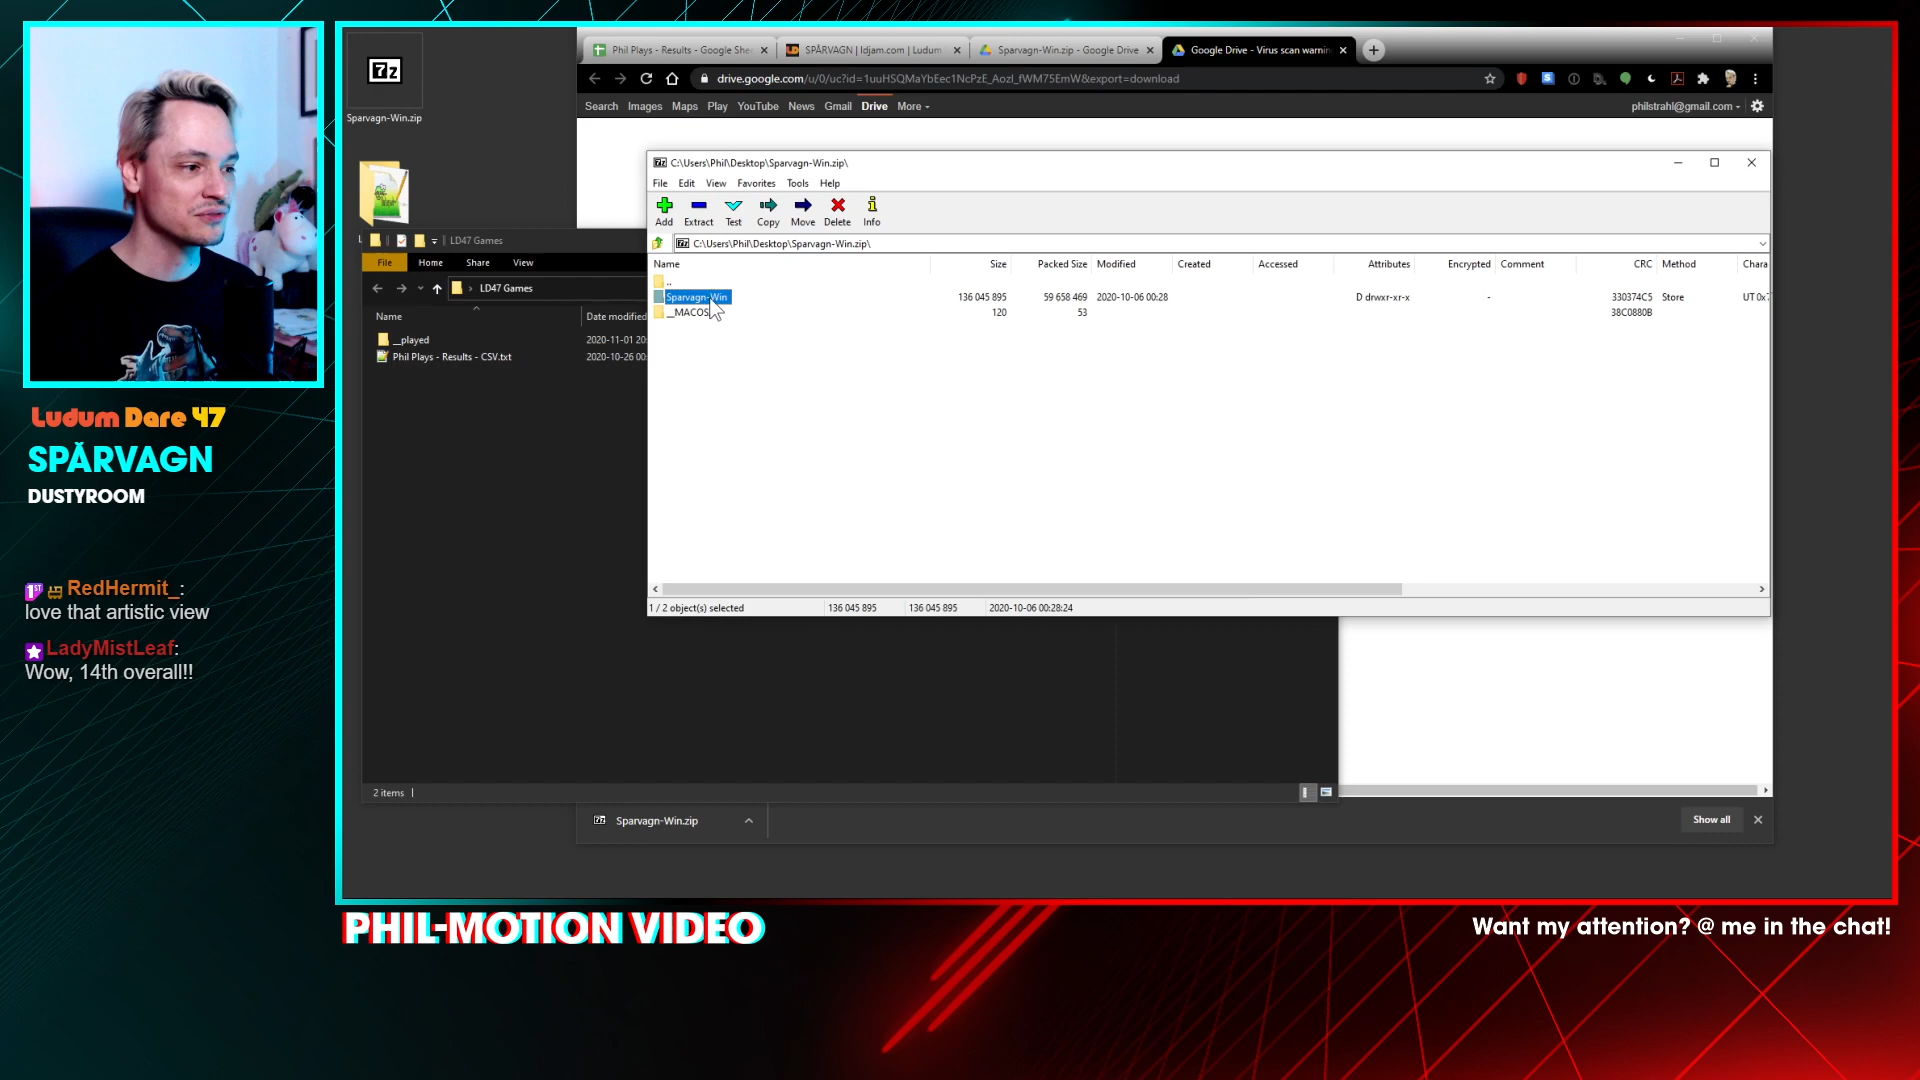 Sparvagn-Win.zip
Phil Plays - Results - Google She
SPÅRVAGN | ldjam.com | Ludum
Sparvagn-Win.zip - Google Drive
Google Drive - Virus scan warnin
drive.google.com/u/0/uc?id=1uuHSQMaYbEec1NcPzE_AozI_fWM75EmW&export=download
Search Images Maps Play YouTube News Gmail Drive More
philstrahl@gmail.com
C:\Users\Phil\Desktop\Sparvagn-Win.zip\
File Edit View Favorites Tools Help
Add Extract Test Copy Move Delete Info
C:\Users\Phil\Desktop\Sparvagn-Win.zip\
Name Size Packed Size Modified Created Accessed Attributes Encrypted Comment CRC Method Chara
..
Sparvagn-Win 136 045 895 59 658 469 2020-10-06 00:28 D drwxr-xr-x - 330374C5 Store UT 0x7
__MACOS 120 53 38C0880B
1 / 2 object(s) selected 136 045 895 136 045 895 2020-10-06 00:28:24
LD47 Games
File Home Share View
LD47 Games
Name Date modified
__played 2020-11-01 20:
Phil Plays - Results - CSV.txt 2020-10-26 00:
2 items
Sparvagn-Win.zip
Show all
Ludum Dare 47
SPÅRVAGN
DUSTYROOM
RedHermit_:
love that artistic view
LadyMistLeaf:
Wow, 14th overall!!
PHIL-MOTION VIDEO
Want my attention? @ me in the chat!